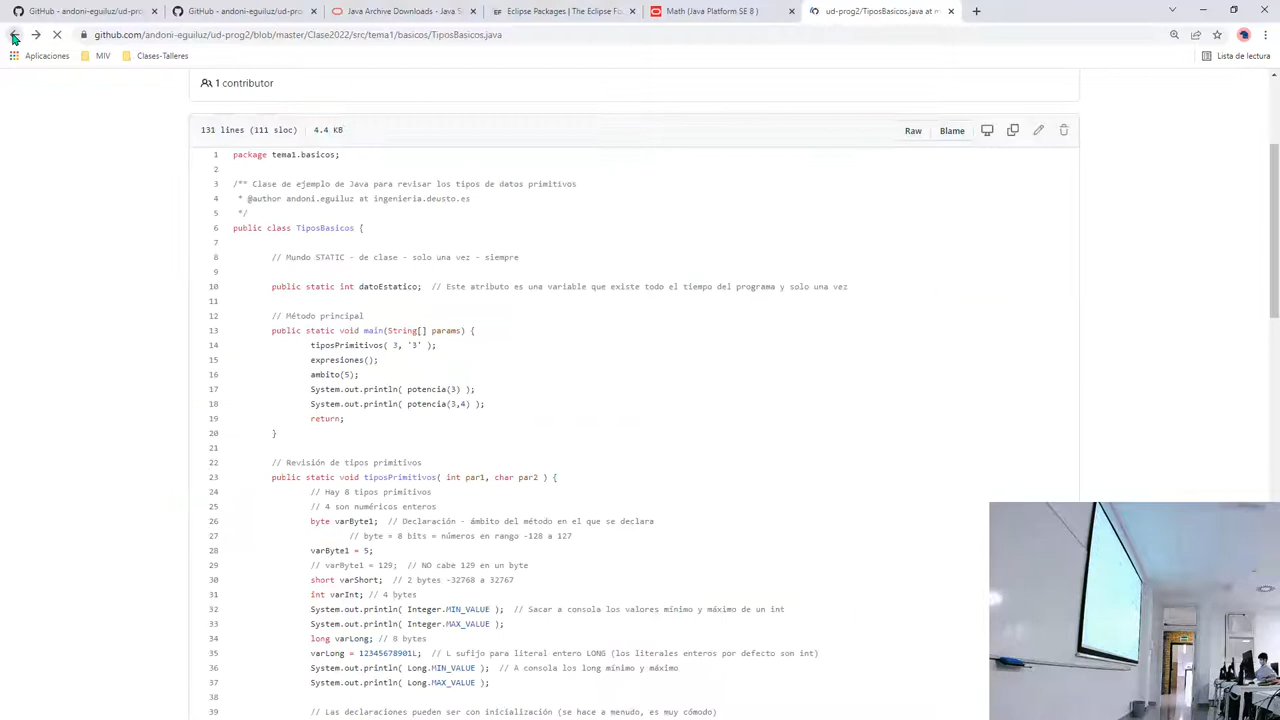 GitHub - andoni-eguiluz/ud-pro
GitHub - andoni-eguiluz/ud-prog
Java Archive Downloads - Java S
Eclipse Packages | The Eclipse Fou
Math (Java Platform SE 8 )
ud-prog2/TiposBasicos.java at ma
github.com/andoni-eguiluz/ud-prog2/blob/master/Clase2022/src/tema1/basicos/TiposBasicos.java
Aplicaciones
MIV
Clases-Talleres
Lista de lectura
1 contributor
131 lines (111 sloc) 4.4 KB
Raw
Blame
1 package tema1.basicos;
2
3 /** Clase de ejemplo de Java para revisar los tipos de datos primitivos
4 * @author andoni.eguiluz at ingenieria.deusto.es
5 */
6 public class TiposBasicos {
7
8 // Mundo STATIC - de clase - solo una vez - siempre
9
10 public static int datoEstatico; // Este atributo es una variable que existe todo el tiempo del programa y solo una vez
11
12 // Método principal
13 public static void main(String[] params) {
14 tiposPrimitivos( 3, '3' );
15 expresiones();
16 ambito(5);
17 System.out.println( potencia(3) );
18 System.out.println( potencia(3,4) );
19 return;
20 }
21
22 // Revisión de tipos primitivos
23 public static void tiposPrimitivos( int par1, char par2 ) {
24 // Hay 8 tipos primitivos
25 // 4 son numéricos enteros
26 byte varByte1; // Declaración - ámbito del método en el que se declara
27 // byte = 8 bits = números en rango -128 a 127
28 varByte1 = 5;
29 // varByte1 = 129; // NO cabe 129 en un byte
30 short varShort; // 2 bytes -32768 a 32767
31 int varInt; // 4 bytes
32 System.out.println( Integer.MIN_VALUE ); // Sacar a consola los valores mínimo y máximo de un int
33 System.out.println( Integer.MAX_VALUE );
34 long varLong; // 8 bytes
35 varLong = 12345678901L; // L sufijo para literal entero LONG (los literales enteros por defecto son int)
36 System.out.println( Long.MIN_VALUE ); // A consola los long mínimo y máximo
37 System.out.println( Long.MAX_VALUE );
38
39 // Las declaraciones pueden ser con inicialización (se hace a menudo, es muy cómodo)